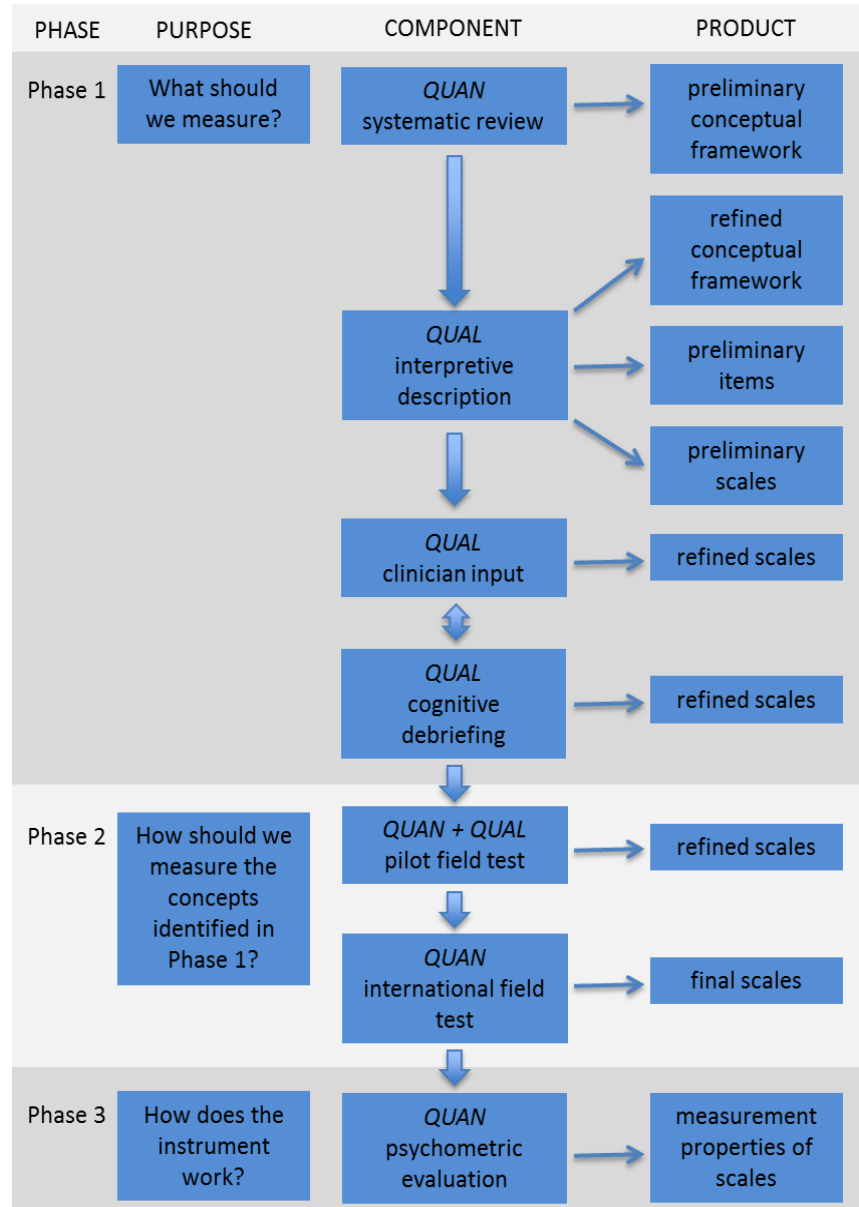 PHASE PURPOSE COMPONENT PRODUCT
Phase 1
What should
we measure?
QUAN
systematic review
preliminary
conceptual
framework
refined
conceptual
framework
QUAL
interpretive
description
preliminary
items
preliminary
scales
QUAL
clinician input
refined scales
QUAL
cognitive
debriefing
refined scales
Phase 2
How should we
measure the
concepts
identified in
Phase 1?
QUAN + QUAL
pilot field test
refined scales
QUAN
international field
test
final scales
Phase 3
How does the
instrument
work?
QUAN
psychometric
evaluation
measurement
properties of
scales